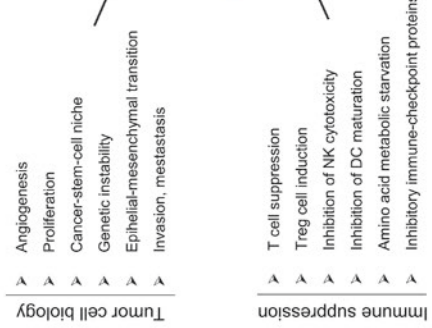 Tumor cell biology
Angiogenesis
Proliferation
Cancer-stem-cell niche
Genetic instability
Epihelial-mesenchymal transition
Invasion, mestastasis
Immune suppression
T cell suppression
Treg cell induction
Inhibition of NK cytotoxicity
Inhibition of DC maturation
Amino acid metabolic starvation
Inhibitory immune-checkpoint proteins